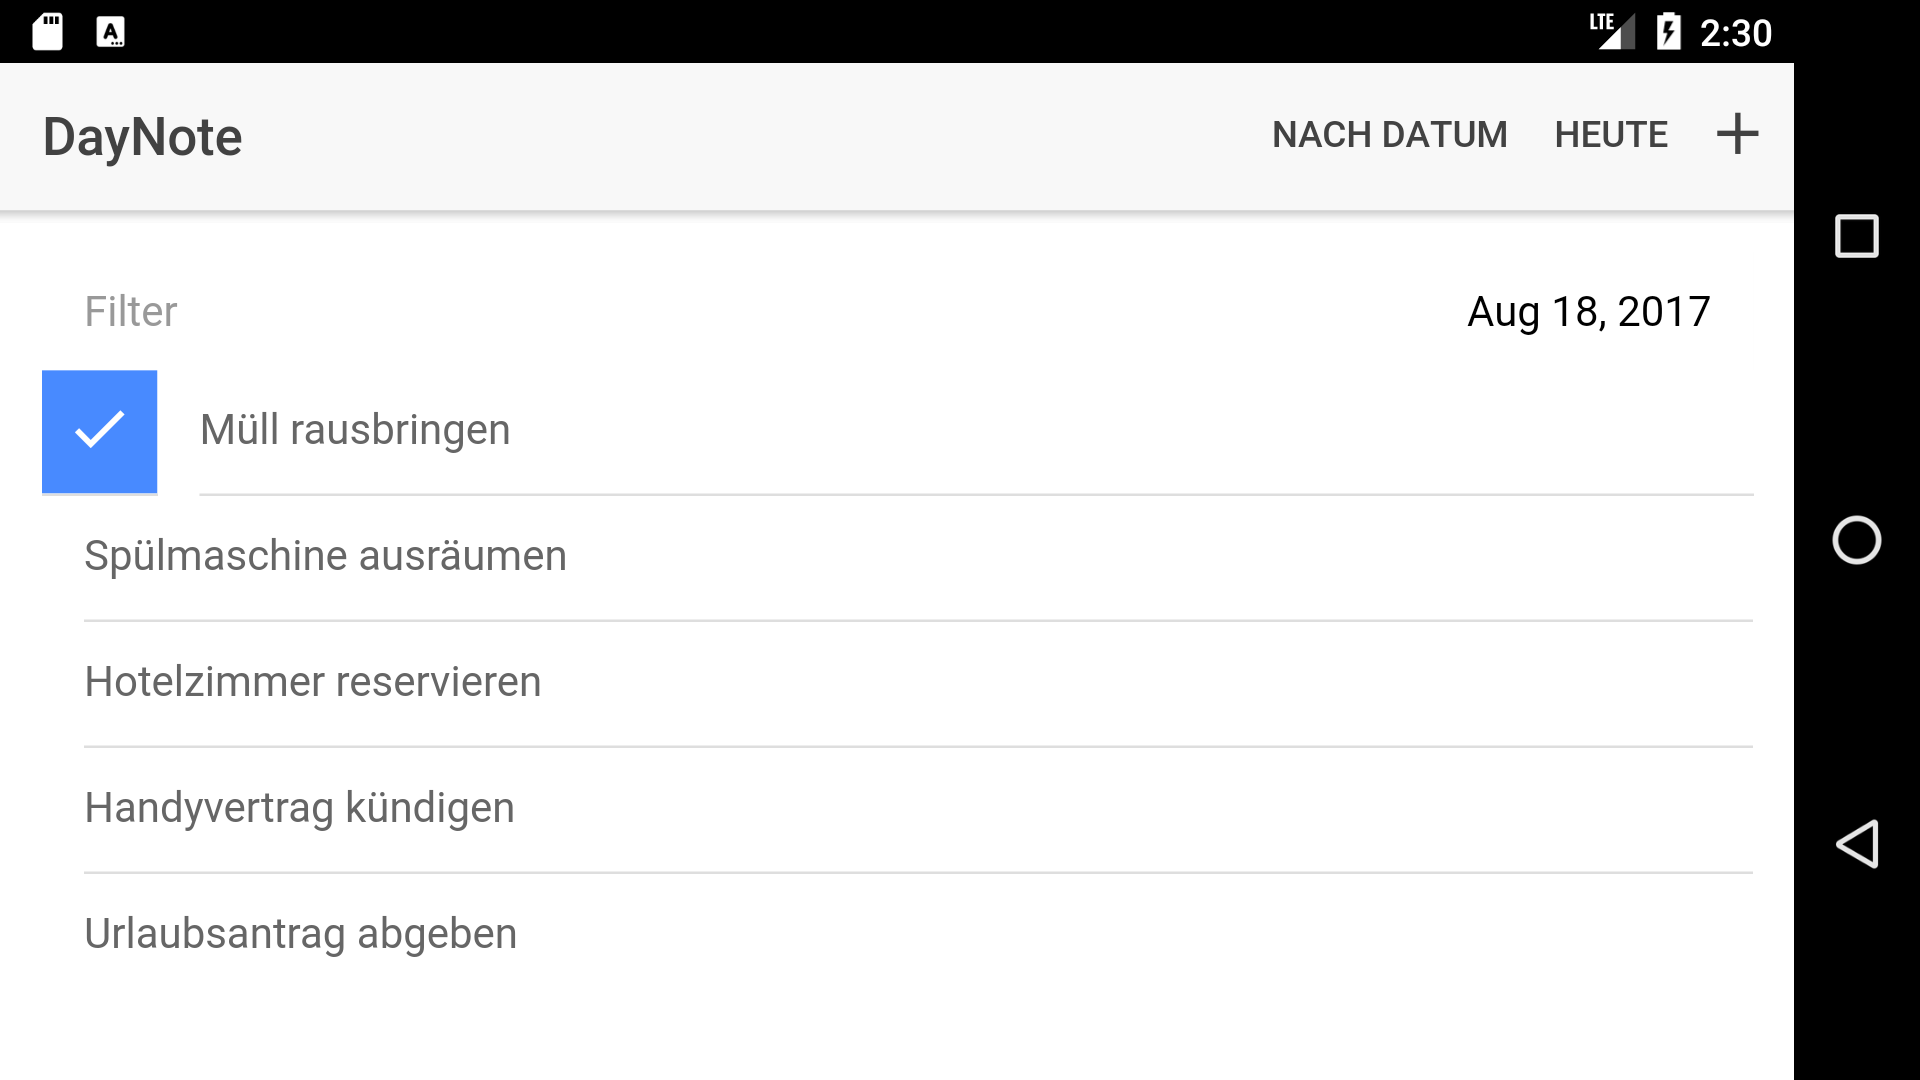 LTE 2:30
DayNote NACH DATUM HEUTE
Filter Aug 18, 2017
Müll rausbringen
Spülmaschine ausräumen
Hotelzimmer reservieren
Handyvertrag kündigen
Urlaubsantrag abgeben